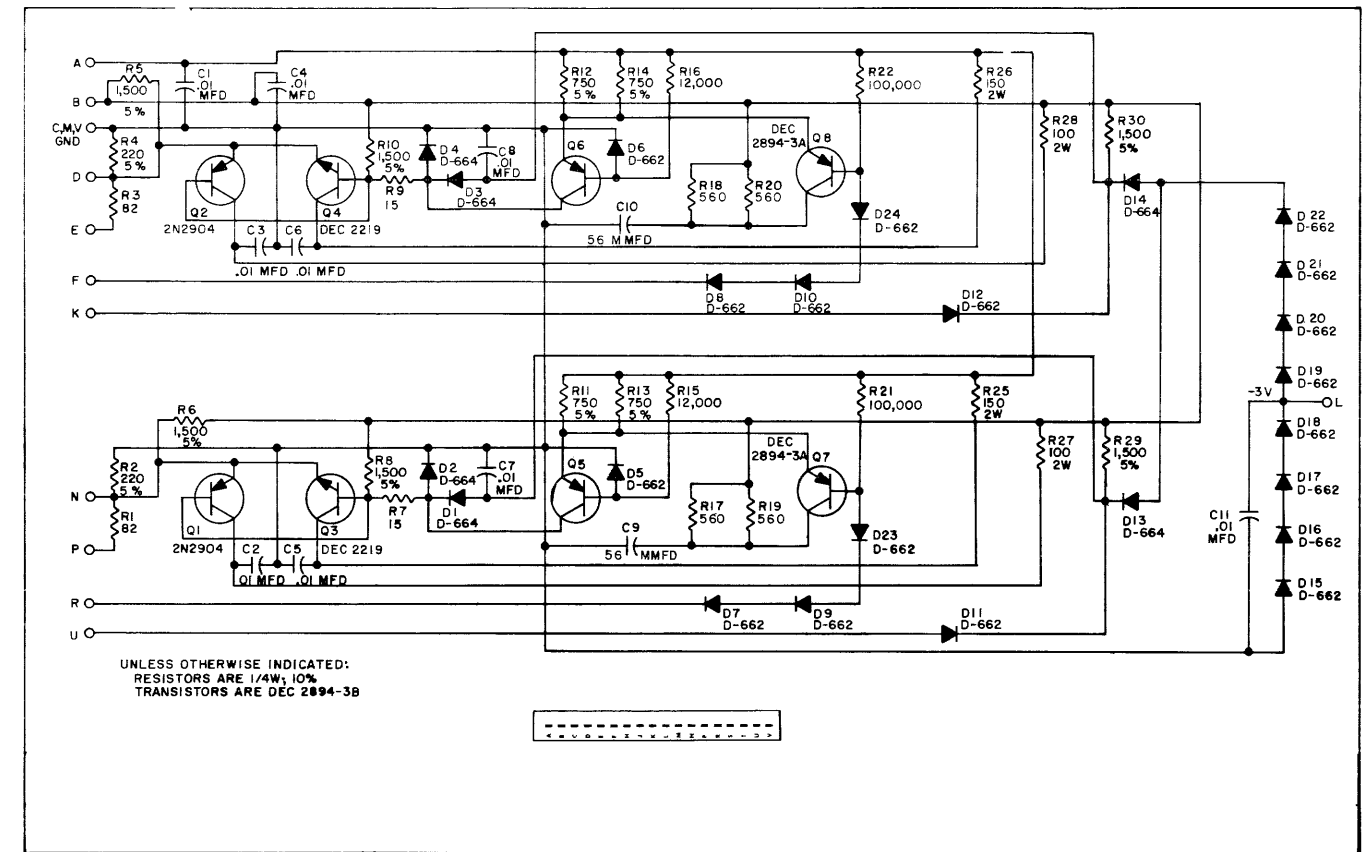 A
R5
1,500
5%
B
C1
.01
MFD
C4
.01
MFD
C,M,V
GND
R4
220
5%
D
R3
82
E
Q2
2N2904
Q4
DEC 2219
C3
C6
.01 MFD
.01 MFD
R10
1,500
5%
R9
15
D4
D-664
D3
D-664
C8
.01
MFD
R12
750
5%
R14
750
5%
R16
12,000
Q6
D6
D-662
DEC
2894-3A
Q8
R18
560
R20
560
C10
56 MMFD
R22
100,000
D24
D-662
R26
150
2W
R28
100
2W
R30
1,500
5%
D14
D-664
F
D8
D-662
D10
D-662
K
D12
D-662
D22
D-662
D21
D-662
D20
D-662
D19
D-662
-3V
L
D18
D-662
D17
D-662
D16
D-662
D15
D-662
C11
.01
MFD
R6
1,500
5%
R2
220
5%
N
R1
82
P
Q1
2N2904
Q3
DEC 2219
C2
C5
.01 MFD
.01 MFD
R8
1,500
5%
R7
15
D2
D-664
D1
D-664
C7
.01
MFD
R11
750
5%
R13
750
5%
R15
12,000
Q5
D5
D-662
DEC
2894-3A
Q7
R17
560
R19
560
C9
56 MMFD
R21
100,000
D23
D-662
R25
150
2W
R27
100
2W
R29
1,500
5%
D13
D-664
R
D7
D-662
D9
D-662
U
D11
D-662
UNLESS OTHERWISE INDICATED:
RESISTORS ARE 1/4W; 10%
TRANSISTORS ARE DEC 2894-3B